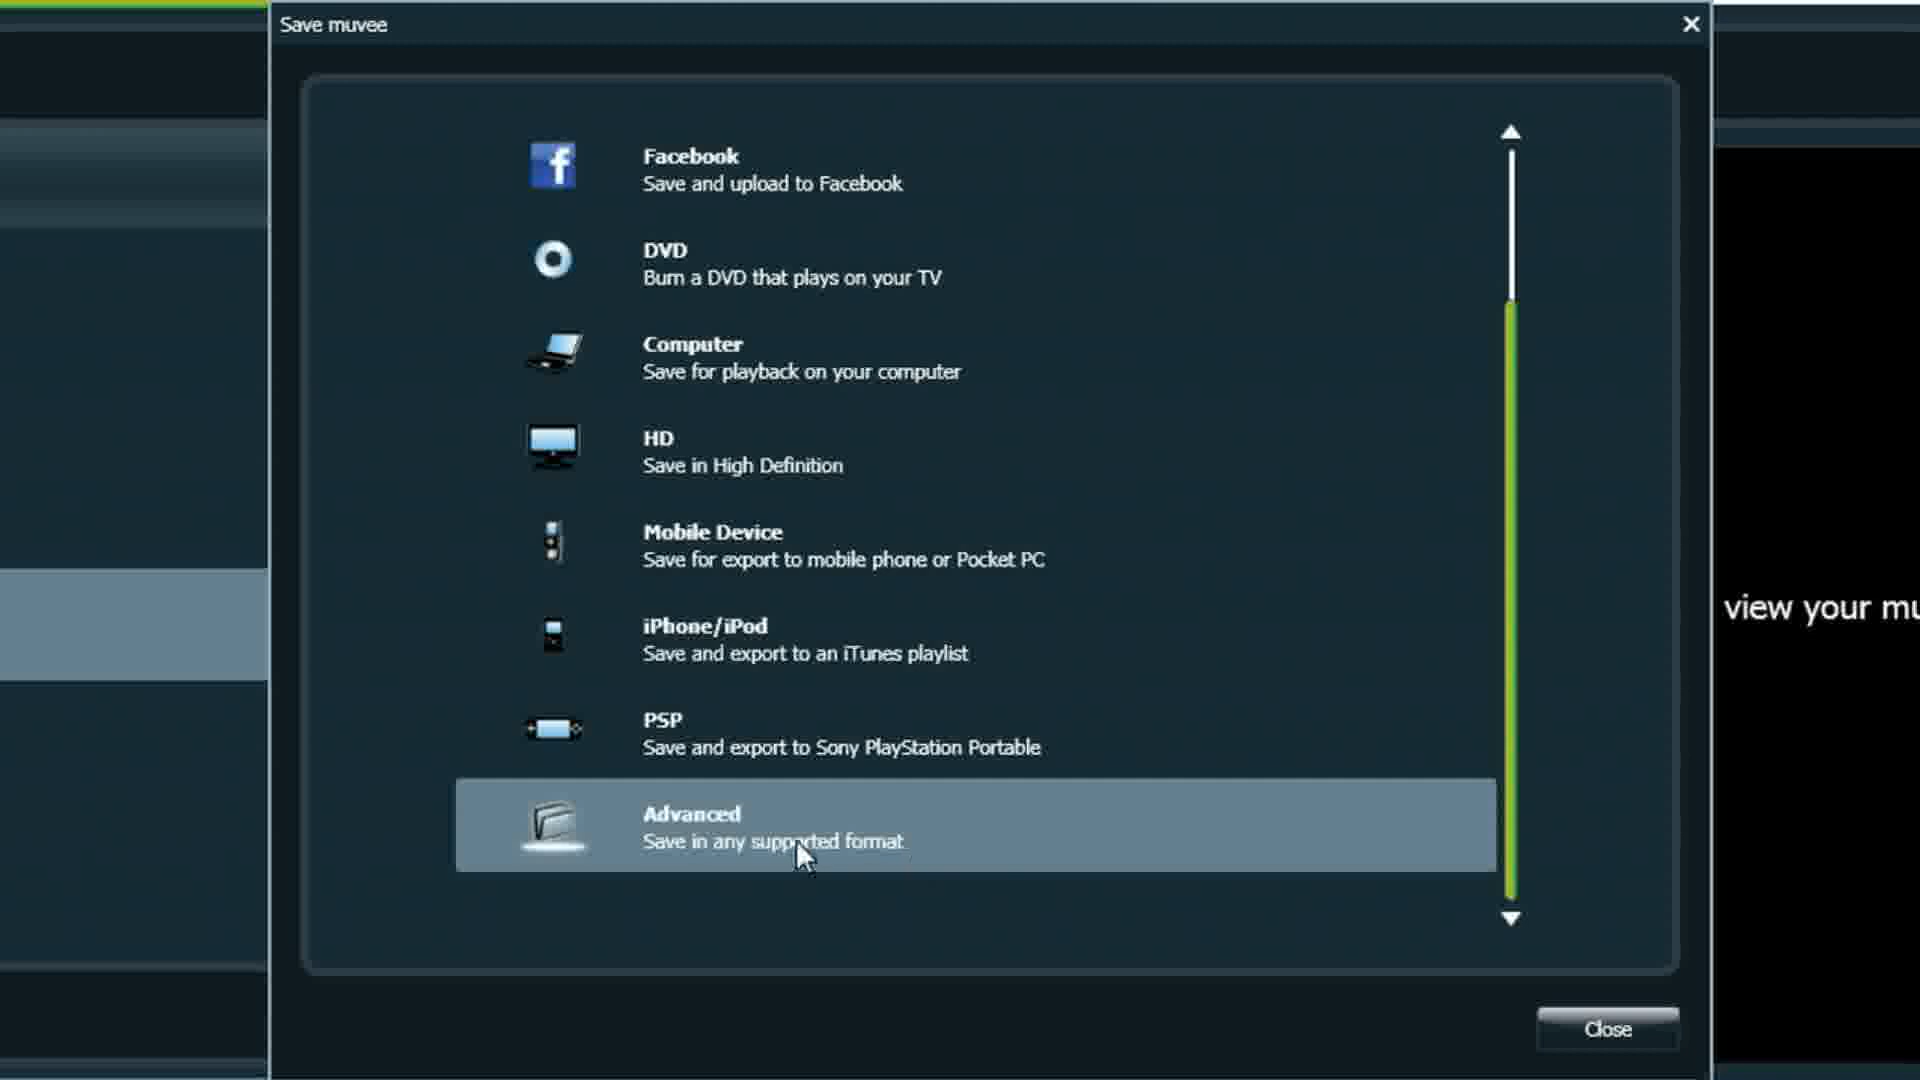 Save muvee
Facebook
Save and upload to Facebook
DVD
Burn a DVD that plays on your TV
Computer
Save for playback on your computer
HD
Save in High Definition
Mobile Device
Save for export to mobile phone or Pocket PC
iPhone/iPod
Save and export to an iTunes playlist
view your mu
PSP
Save and export to Sony PlayStation Portable
Advanced
Save in any supported format
Close